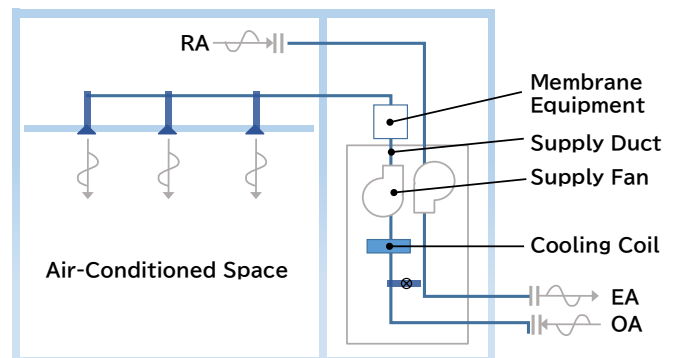 RA
Membrane
Equipment
Supply Duct
Supply Fan
Cooling Coil
Air-Conditioned Space
EA
OA